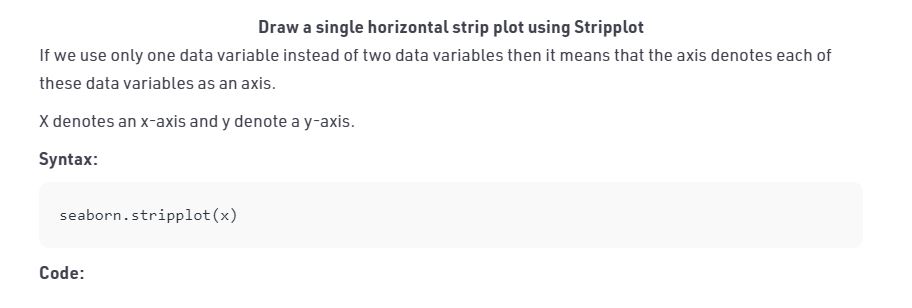 Draw a single horizontal strip plot using Stripplot
If we use only one data variable instead of two data variables then it means that the axis denotes each of
these data variables as an axis.
X denotes an x-axis and y denote a y-axis.
Syntax:
seaborn.stripplot(x)
Code: